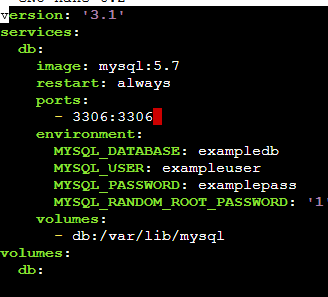 version: '3.1'
services:
  db:
    image: mysql:5.7
    restart: always
    ports:
      - 3306:3306
    environment:
      MYSQL_DATABASE: exampledb
      MYSQL_USER: exampleuser
      MYSQL_PASSWORD: examplepass
      MYSQL_RANDOM_ROOT_PASSWORD: '1'
    volumes:
      - db:/var/lib/mysql
volumes:
  db: